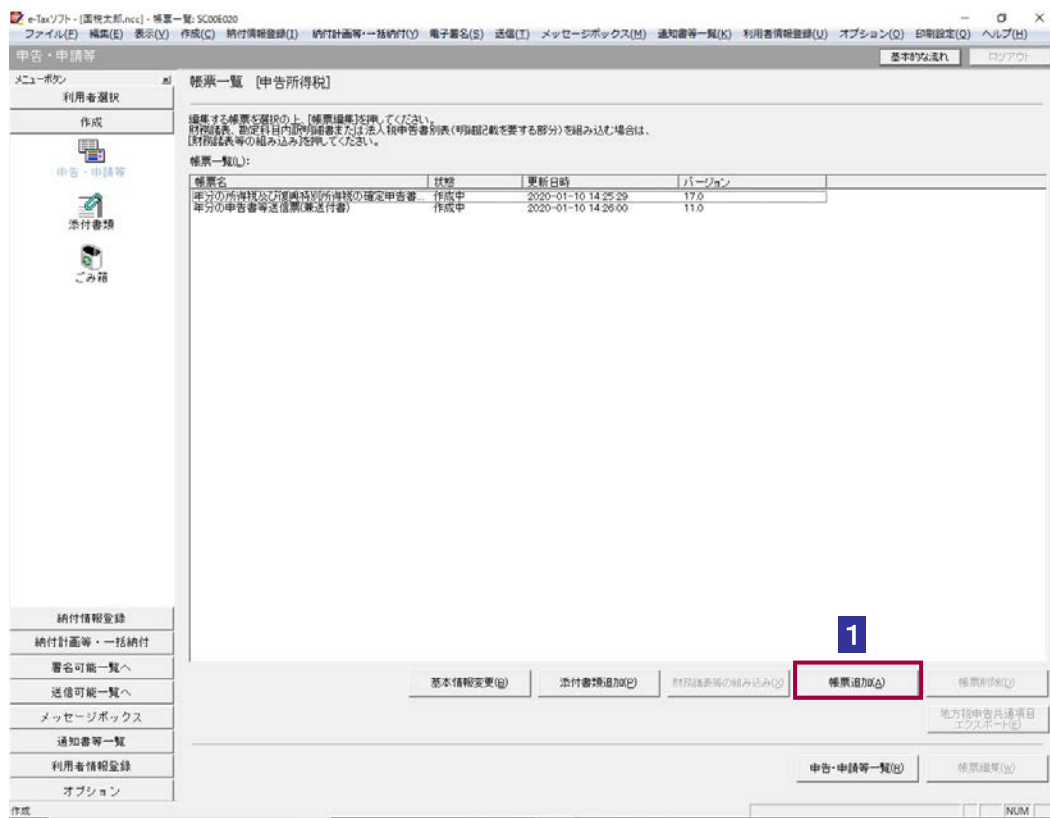 e-Taxソフト - [国税太郎.ncc] - 帳票一覧: SC00E020
ファイル(F) 編集(E) 表示(V) 作成(C) 納付情報登録(I) 納付計画等・一括納付(Y) 電子署名(S) 送信(T) メッセージボックス(M) 通知書等一覧(K) 利用者情報登録(U) オプション(O) 印刷設定(Q) ヘルプ(H)
申告・申請等 基本的な流れ ログアウト
メニューボタン
利用者選択
作成
申告・申請等
添付書類
ごみ箱
帳票一覧 [申告所得税]
編集する帳票を選択の上、[帳票編集]を押してください。
財務諸表、勘定科目内訳明細書または法人税申告書別表(明細記載を要する部分)を組み込む場合は、
[財務諸表等の組み込み]を押してください。
帳票一覧(L):
帳票名 状態 更新日時 バージョン
年分の所得税及び復興特別所得税の確定申告書... 作成中 2020-01-10 14:25:29 17.0
年分の申告書等送信票(兼送付書) 作成中 2020-01-10 14:26:00 11.0
納付情報登録
納付計画等・一括納付
署名可能一覧へ
送信可能一覧へ
メッセージボックス
通知書等一覧
利用者情報登録
オプション
1
基本情報変更(B) 添付書類追加(P) 財務諸表等の組み込み(X) 帳票追加(A) 帳票削除(D)
地方税申告共通項目
エクスポート(E)
申告・申請等一覧(R) 帳票編集(W)
作成 NUM